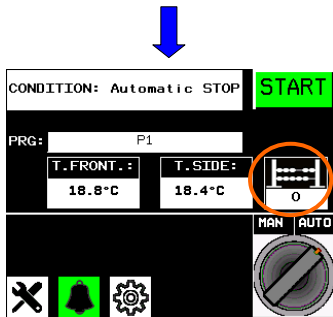 CONDITION: Automatic STOP
START
PRG:
P1
T.FRONT.:
T.SIDE:
18.8°C
18.4°C
0
MAN
AUTO